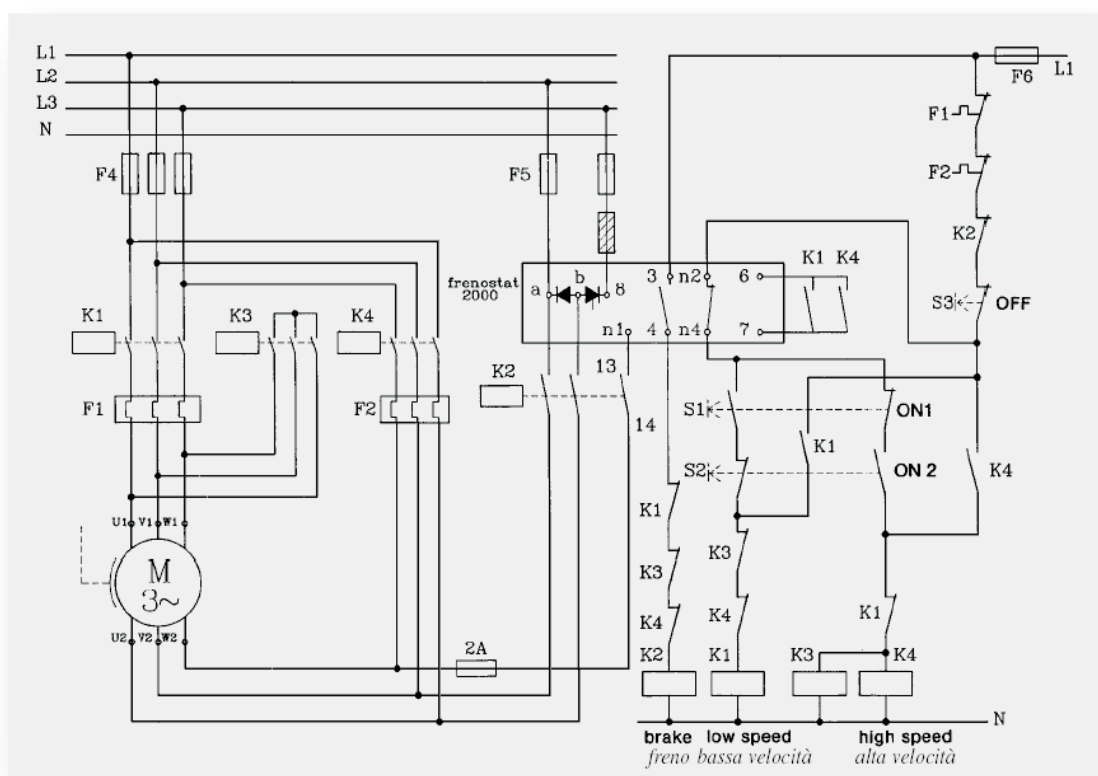 L1
L2
L3
N
F4
F5
F6
L1
F1
F2
K2
S3
OFF
frenostat
2000
a
b
8
3
n2
6
n1
4
n4
7
K1
K4
K1
K3
K4
K2
13
14
F1
F2
S1
ON1
K1
S2
ON 2
K4
K1
K3
K3
K4
K4
K1
U1
V1
W1
M
3~
U2
V2
W2
2A
K2
K1
K3
K4
N
brake
low speed
high speed
freno
bassa velocità
alta velocità